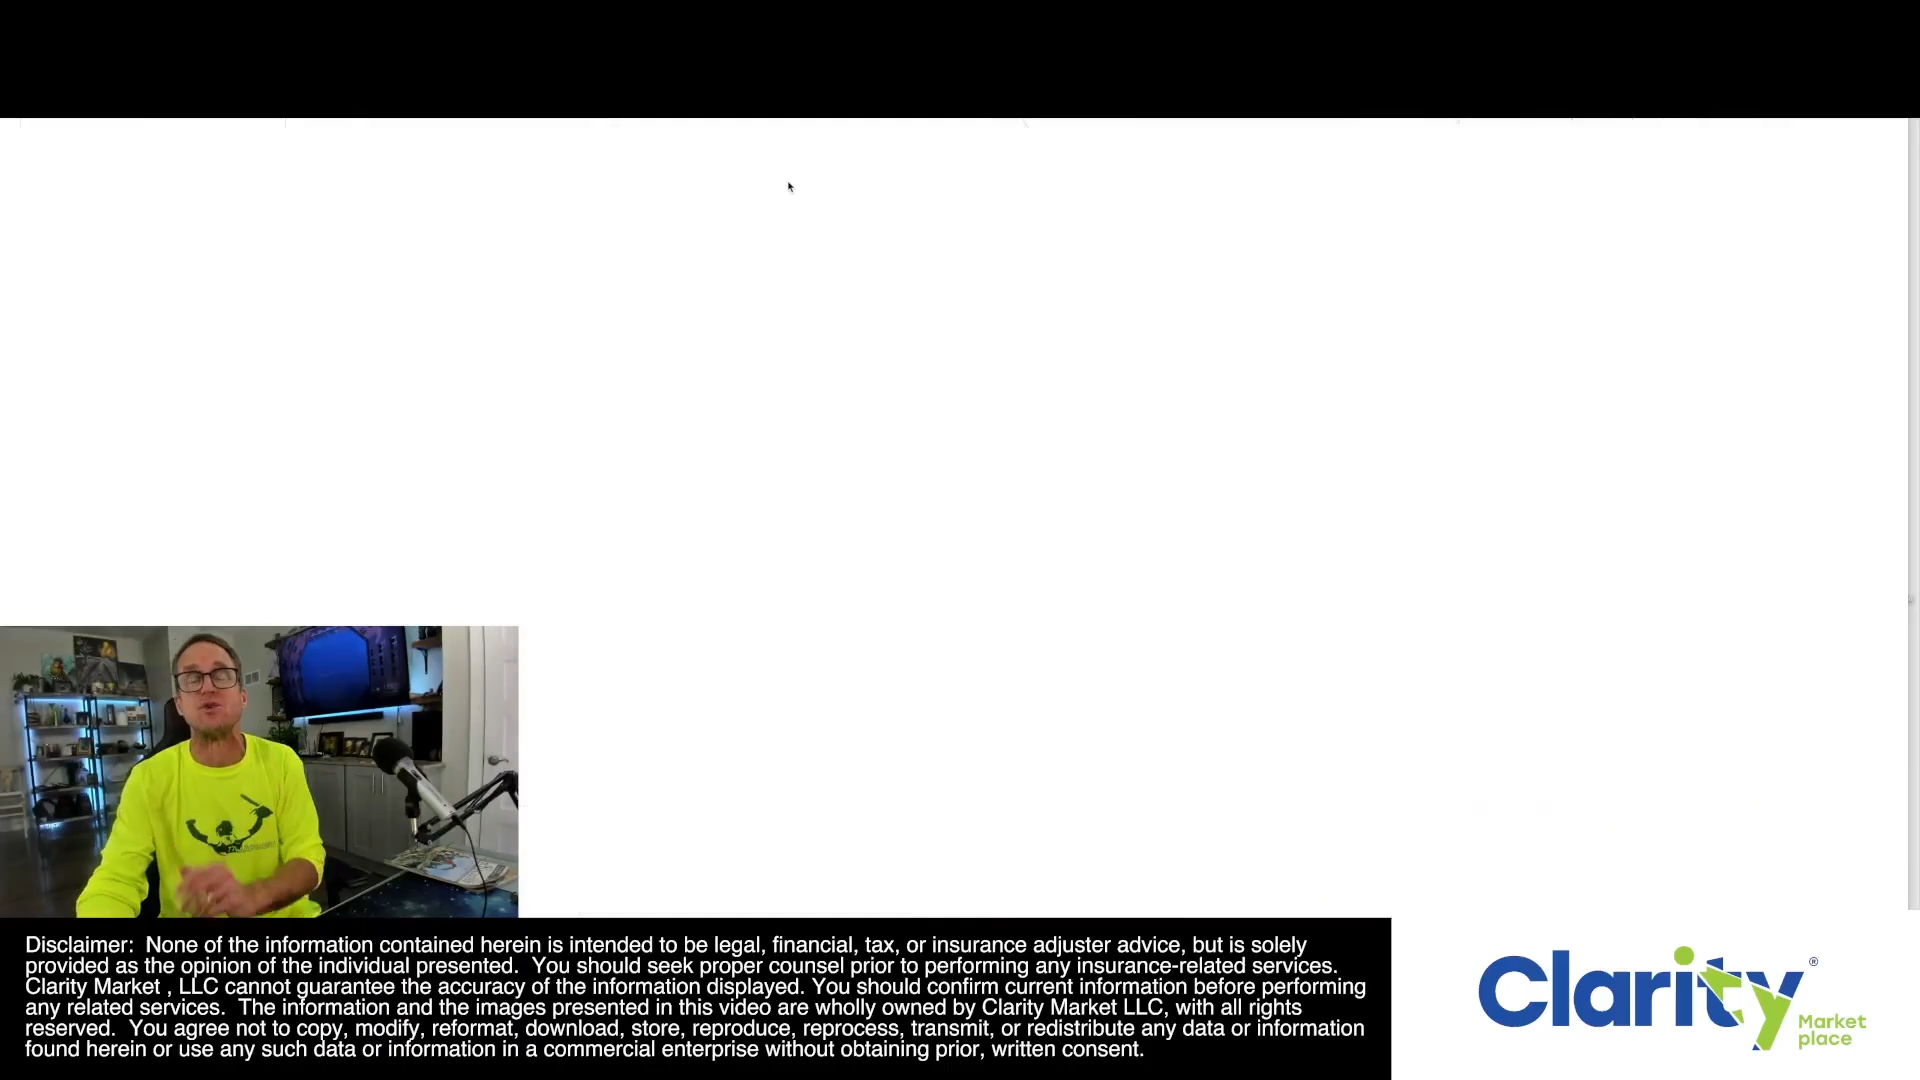 Disclaimer:  None of the information contained herein is intended to be legal, financial, tax, or insurance adjuster advice, but is solely
provided as the opinion of the individual presented.  You should seek proper counsel prior to performing any insurance-related services.
Clarity Market , LLC cannot guarantee the accuracy of the information displayed. You should confirm current information before performing
any related services.  The information and the images presented in this video are wholly owned by Clarity Market LLC, with all rights
reserved.  You agree not to copy, modify, reformat, download, store, reproduce, reprocess, transmit, or redistribute any data or information
found herein or use any such data or information in a commercial enterprise without obtaining prior, written consent.
Clarity ®
Market
place